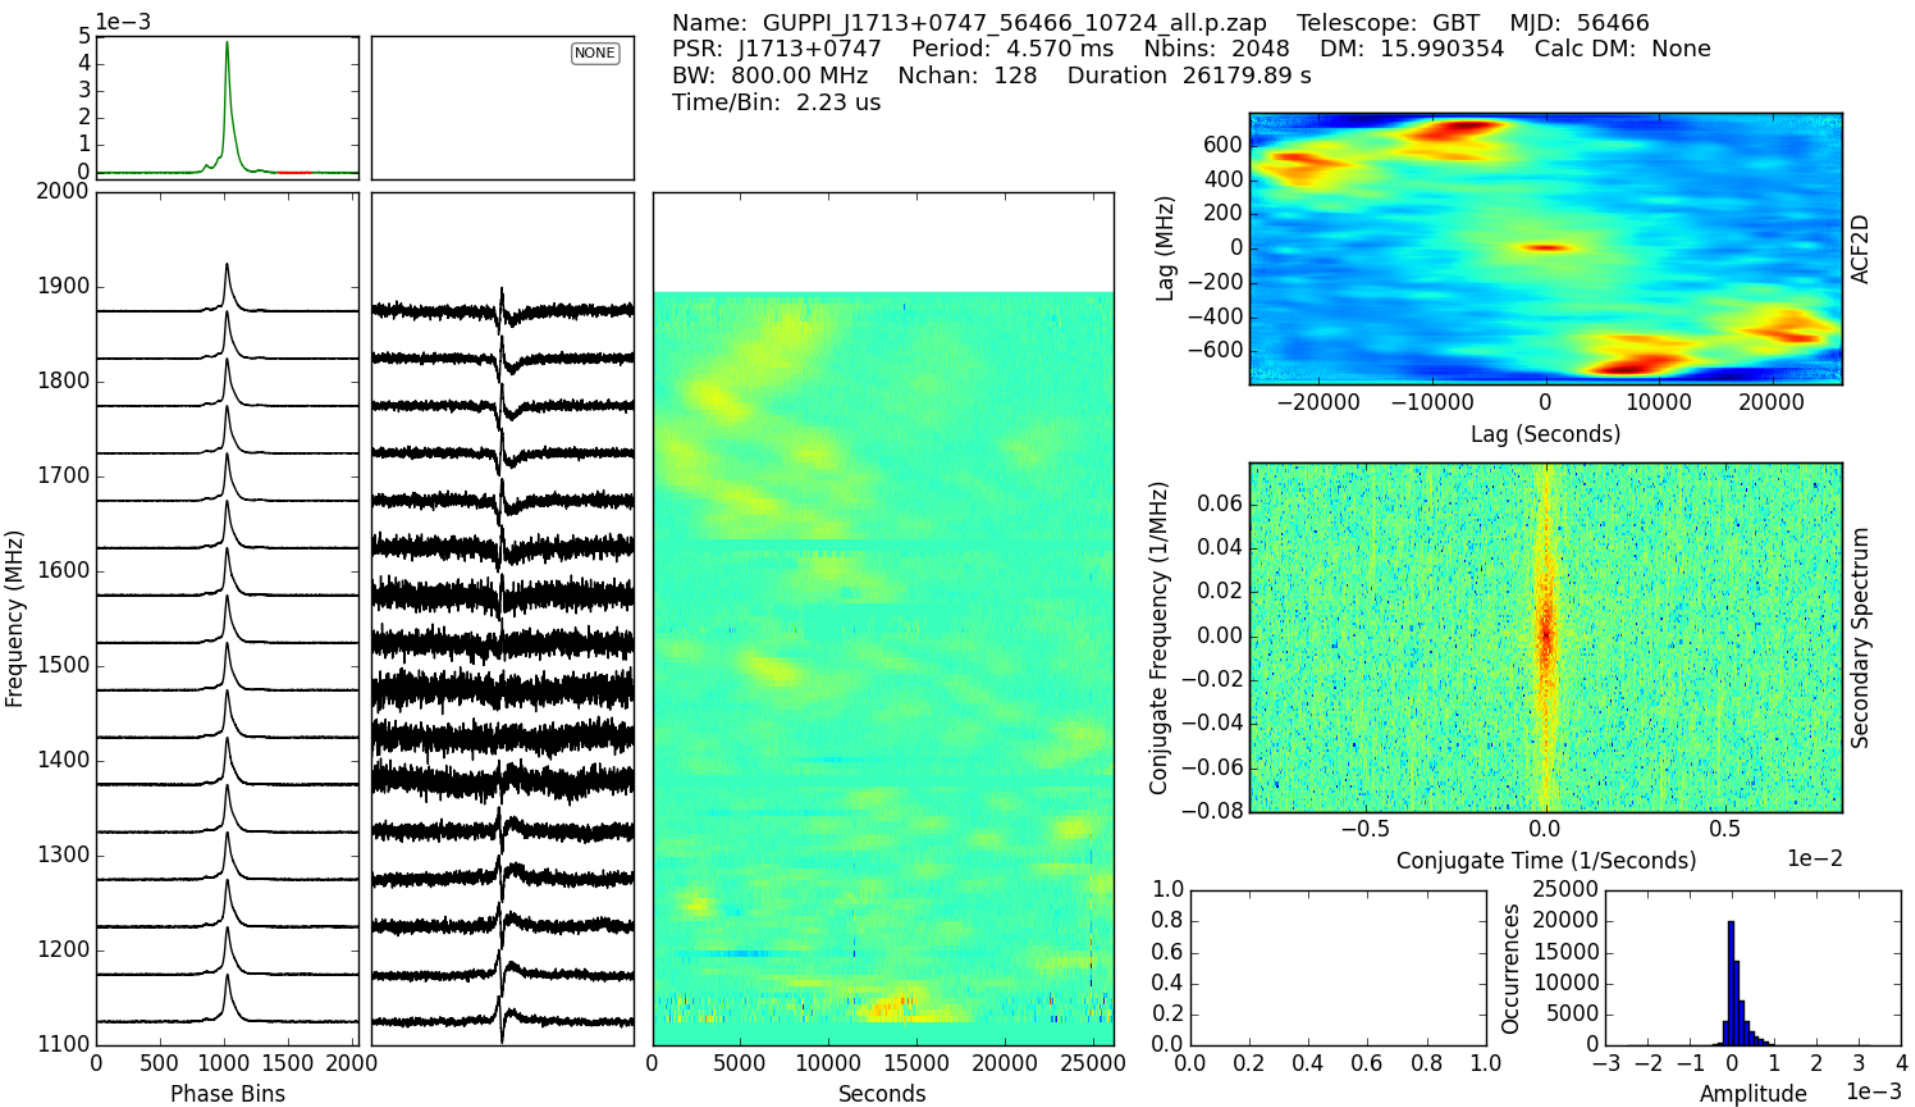 Name: GUPPI_J1713+0747_56466_10724_all.p.zap Telescope: GBT MJD: 56466
PSR: J1713+0747 Period: 4.570 ms Nbins: 2048 DM: 15.990354 Calc DM: None
BW: 800.00 MHz Nchan: 128 Duration 26179.89 s
Time/Bin: 2.23 us
1e−3
5
4
3
2
1
0
NONE
2000
1900
1800
1700
1600
1500
1400
1300
1200
1100
Frequency (MHz)
0 500 1000 1500 2000
Phase Bins
0 5000 10000 15000 20000 25000
Seconds
600
400
200
0
−200
−400
−600
Lag (MHz)
ACF2D
−20000 −10000 0 10000 20000
Lag (Seconds)
0.06
0.04
0.02
0.00
−0.02
−0.04
−0.06
−0.08
Conjugate Frequency (1/MHz)
Secondary Spectrum
−0.5 0.0 0.5
Conjugate Time (1/Seconds) 1e−2
1.0
0.8
0.6
0.4
0.2
0.0
0.0 0.2 0.4 0.6 0.8 1.0
25000
20000
15000
10000
5000
0
Occurrences
−3 −2 −1 0 1 2 3 4
Amplitude 1e−3